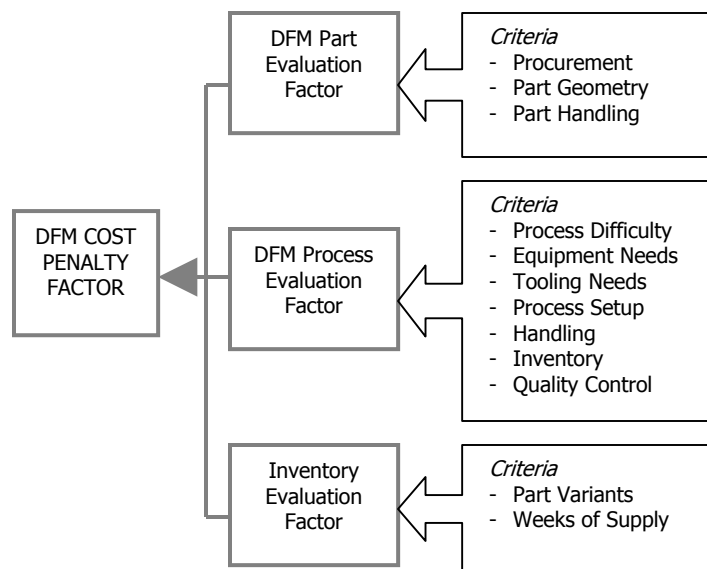 DFM COST
PENALTY
FACTOR
DFM Part
Evaluation
Factor
Criteria
- Procurement
- Part Geometry
- Part Handling
DFM Process
Evaluation
Factor
Criteria
- Process Difficulty
- Equipment Needs
- Tooling Needs
- Process Setup
- Handling
- Inventory
- Quality Control
Inventory
Evaluation
Factor
Criteria
- Part Variants
- Weeks of Supply